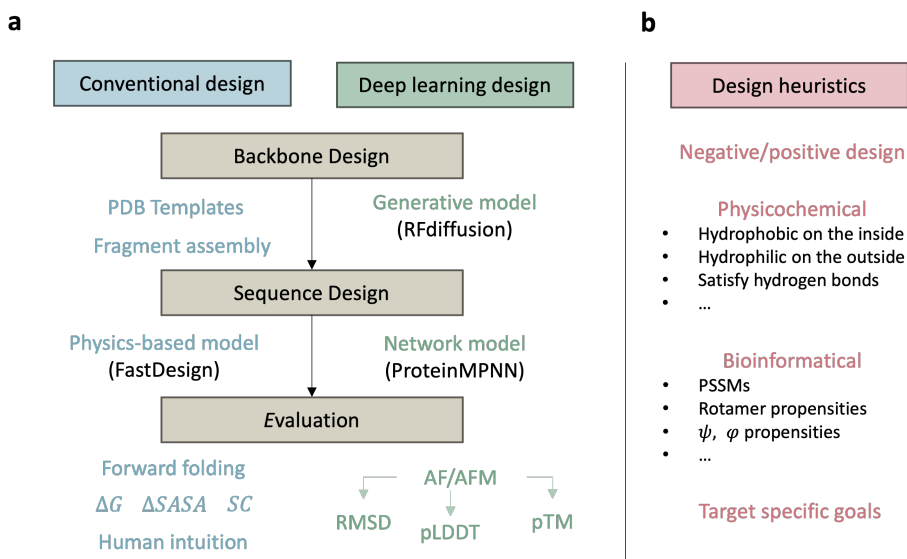 a
Conventional design
Deep learning design
Backbone Design
PDB Templates
Fragment assembly
Generative model
(RFdiffusion)
Sequence Design
Physics-based model
(FastDesign)
Network model
(ProteinMPNN)
Evaluation
Forward folding
ΔG ΔSASA SC
Human intuition
AF/AFM
RMSD
pLDDT
pTM
b
Design heuristics
Negative/positive design
Physicochemical
• Hydrophobic on the inside
• Hydrophilic on the outside
• Satisfy hydrogen bonds
• ...
Bioinformatical
• PSSMs
• Rotamer propensities
• ψ, φ propensities
• ...
Target specific goals